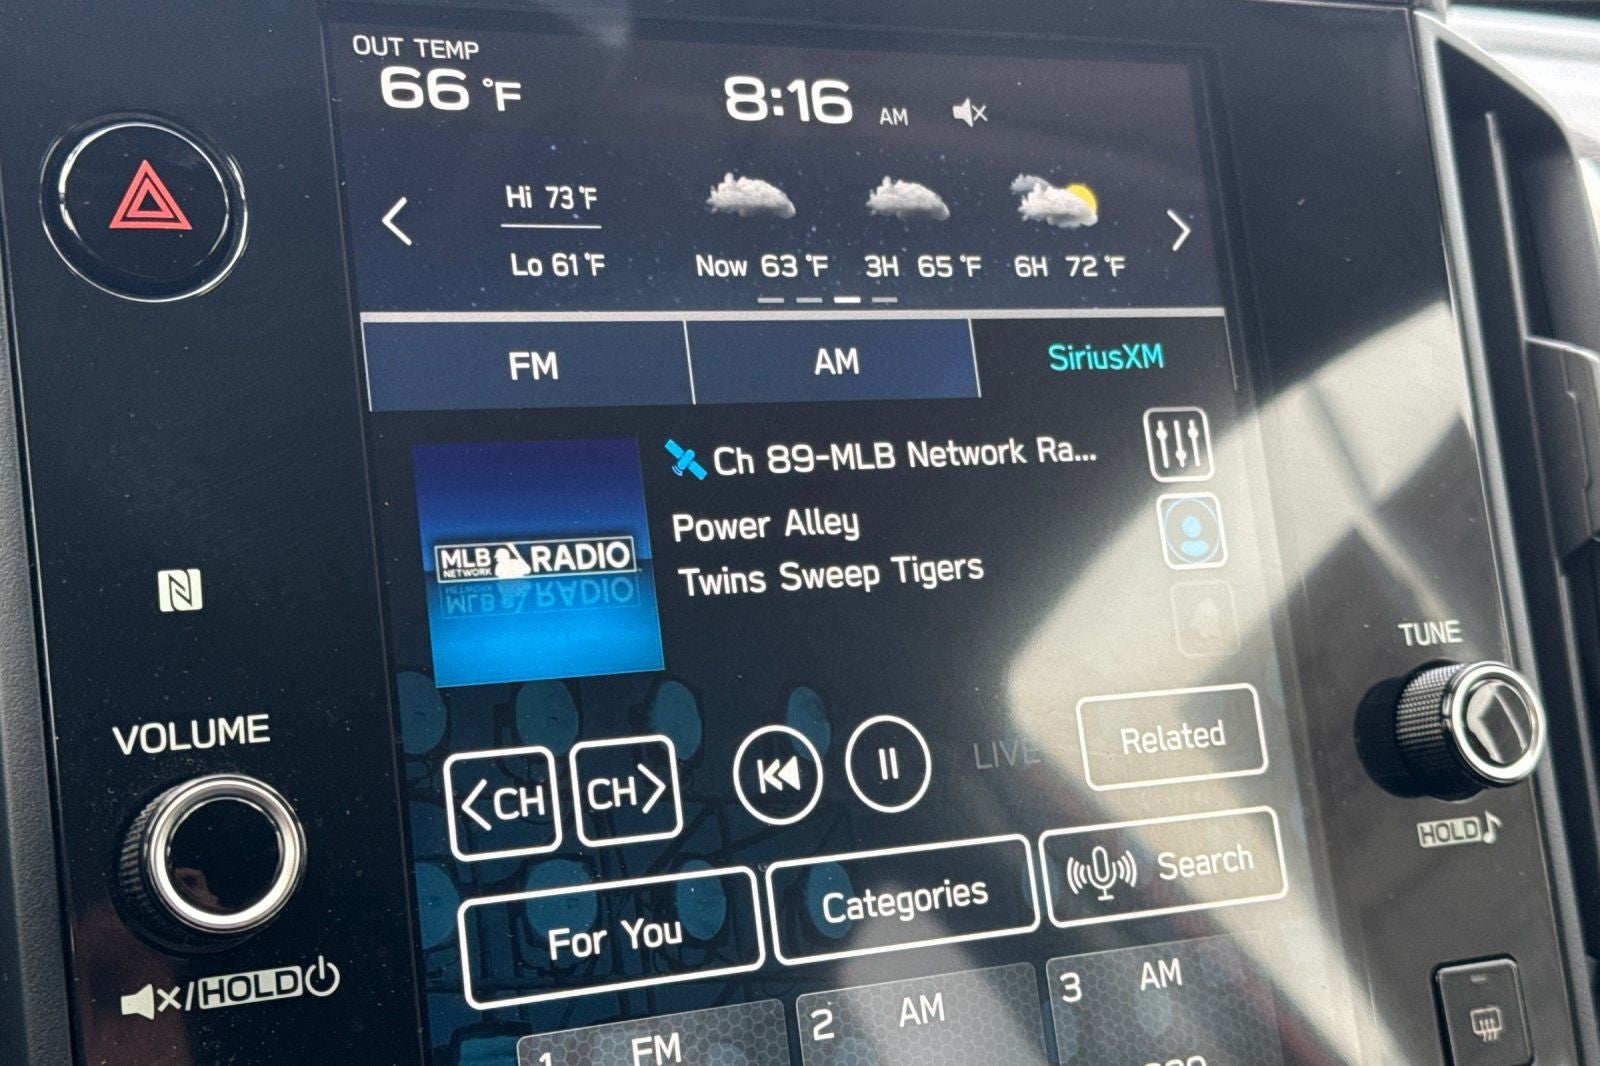 OUT TEMP
66 °F
8:16 AM
Hi 73°F
Lo 61°F
Now 63°F
3H 65°F
6H 72°F
FM
AM
SiriusXM
Ch 89-MLB Network Ra...
Power Alley
Twins Sweep Tigers
MLB NETWORK RADIO
VOLUME
HOLD
TUNE
HOLD
<CH
CH>
LIVE
Related
For You
Categories
Search
1 FM
2 AM
3 AM